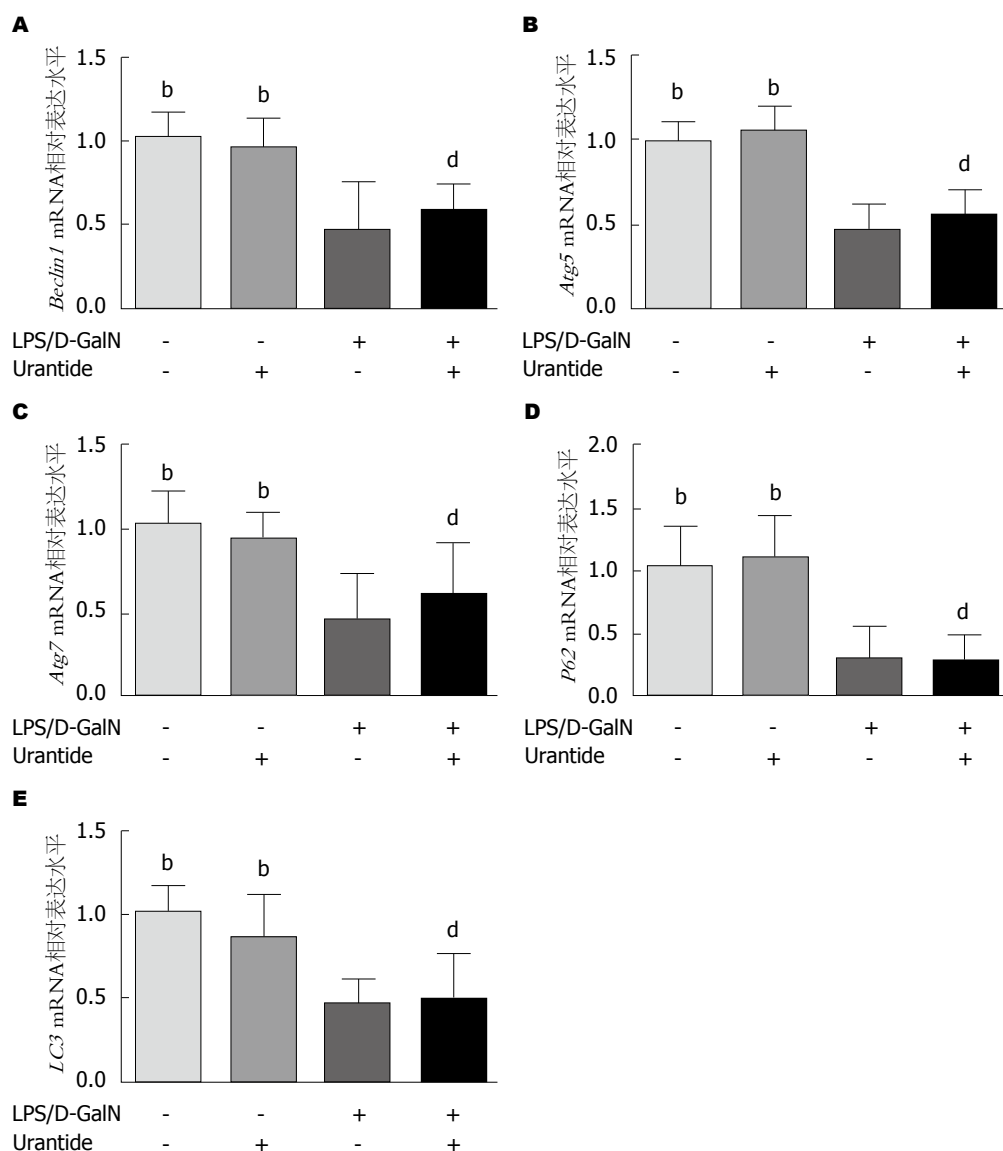 A
Beclin1 mRNA相对表达水平
1.5
1.0
0.5
0.0
b
b
d
LPS/D-GalN - - + +
Urantide - + - +
B
Atg5 mRNA相对表达水平
1.5
1.0
0.5
0.0
b
b
d
LPS/D-GalN - - + +
Urantide - + - +
C
Atg7 mRNA相对表达水平
1.5
1.0
0.5
0.0
b
b
d
LPS/D-GalN - - + +
Urantide - + - +
D
P62 mRNA相对表达水平
2.0
1.5
1.0
0.5
0.0
b
b
d
LPS/D-GalN - - + +
Urantide - + - +
E
LC3 mRNA相对表达水平
1.5
1.0
0.5
0.0
b
b
d
LPS/D-GalN - - + +
Urantide - + - +